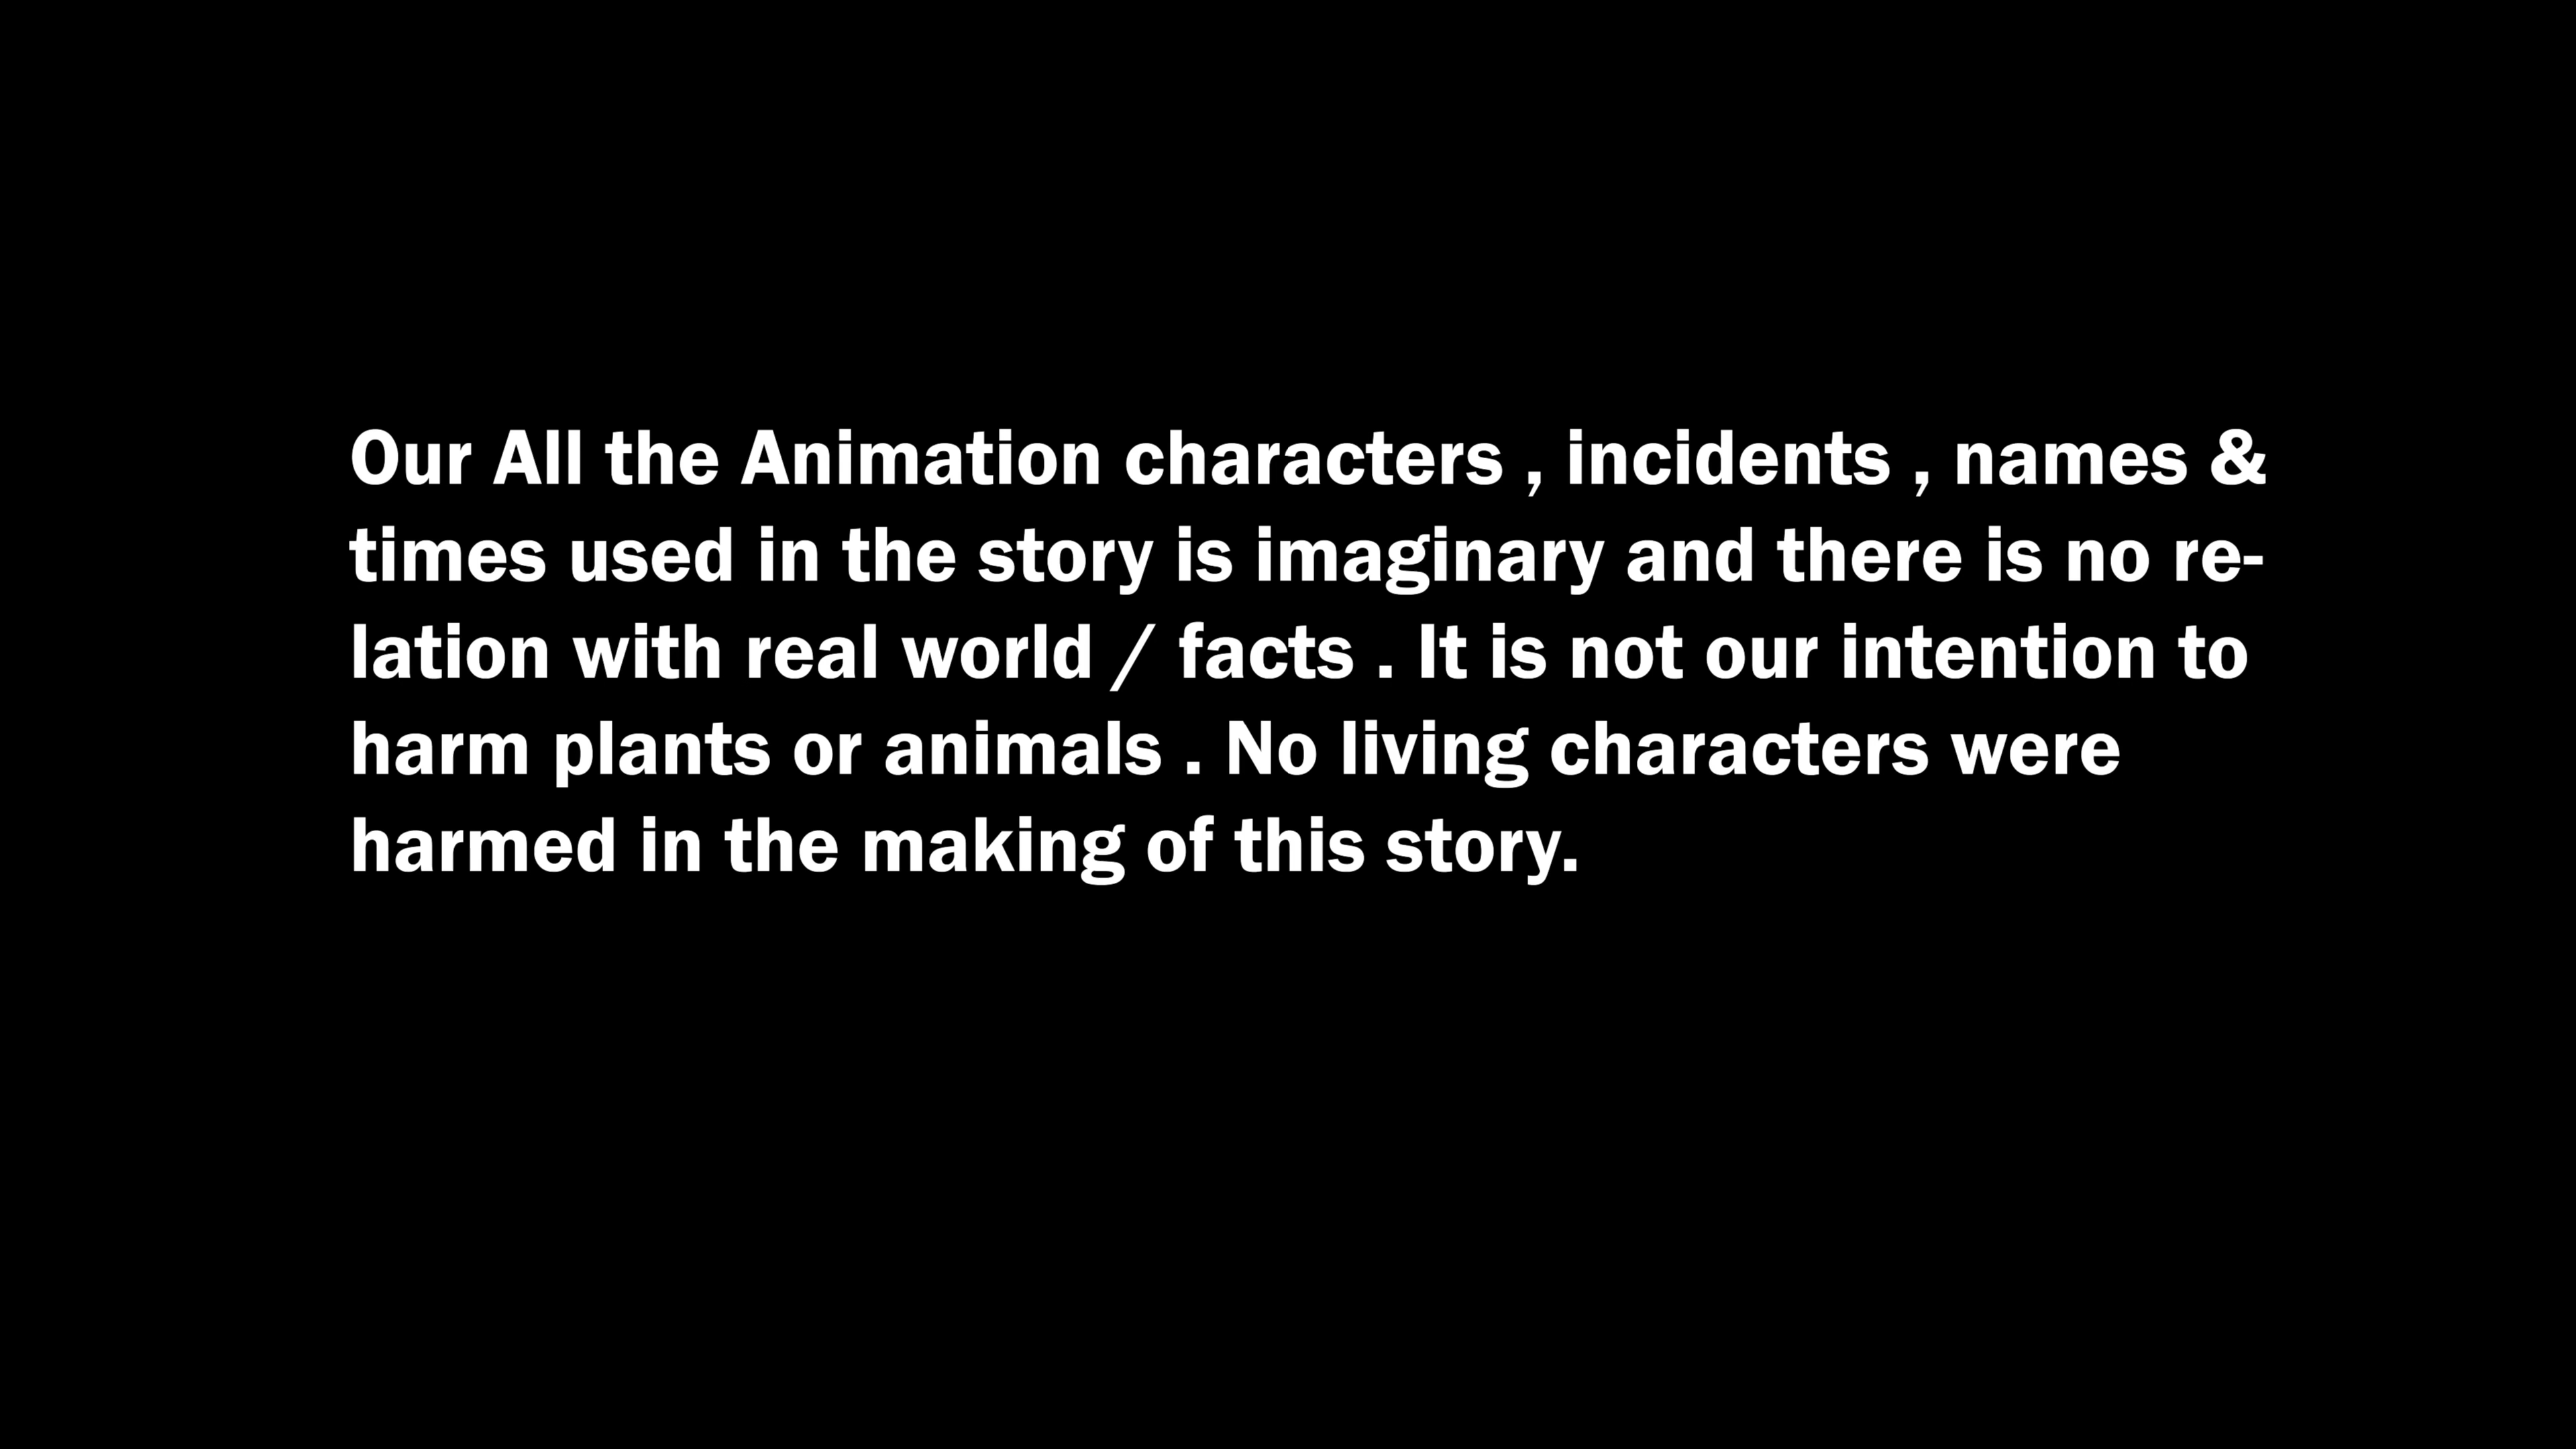 Our All the Animation characters , incidents , names &
times used in the story is imaginary and there is no re-
lation with real world / facts . It is not our intention to
harm plants or animals . No living characters were
harmed in the making of this story.